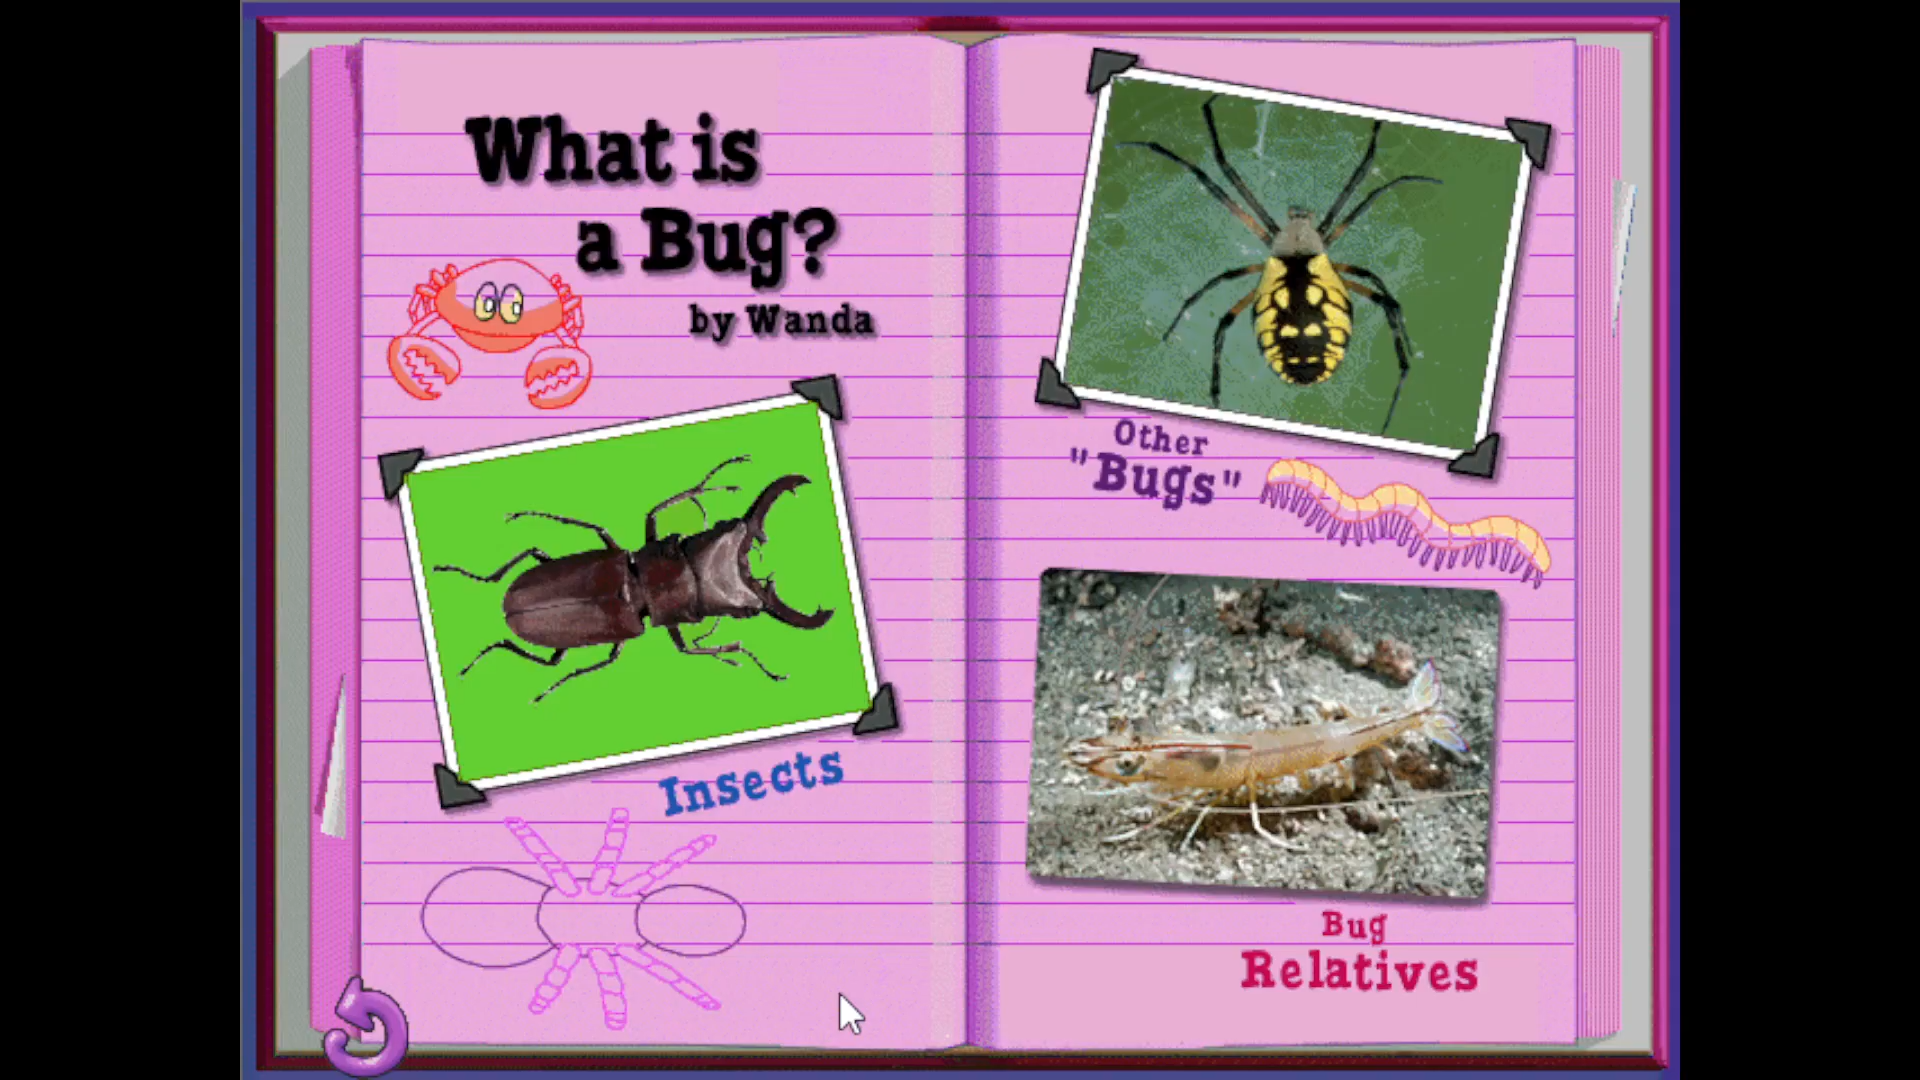 What is
a Bug?
by Wanda
Insects
Other
"Bugs"
Bug
Relatives